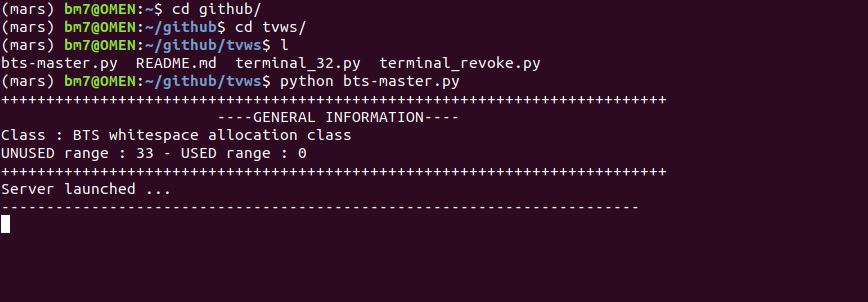 (mars) bm7@OMEN:~$ cd github/
(mars) bm7@OMEN:~/github$ cd tvws/
(mars) bm7@OMEN:~/github/tvws$ l
bts-master.py  README.md  terminal_32.py  terminal_revoke.py
(mars) bm7@OMEN:~/github/tvws$ python bts-master.py
++++++++++++++++++++++++++++++++++++++++++++++++++++++++++++++++++++++++++
                        ----GENERAL INFORMATION----
Class : BTS whitespace allocation class
UNUSED range : 33 - USED range : 0
++++++++++++++++++++++++++++++++++++++++++++++++++++++++++++++++++++++++++
Server launched ...
-----------------------------------------------------------------------